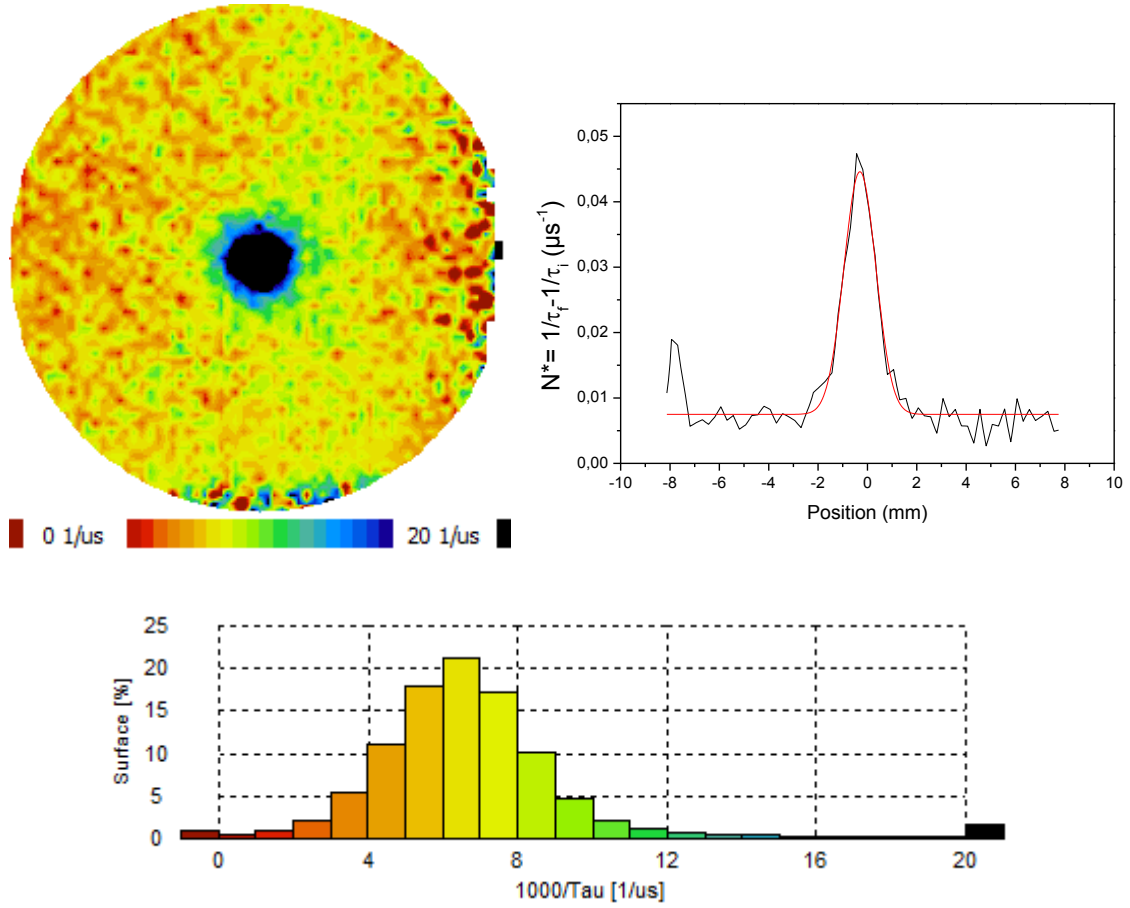 0 1/us 20 1/us
N*= 1/τf-1/τi (µs-1)
0,05
0,04
0,03
0,02
0,01
0,00
-10 -8 -6 -4 -2 0 2 4 6 8 10
Position (mm)
Surface [%]
25
20
15
10
5
0
0 4 8 12 16 20
1000/Tau [1/us]